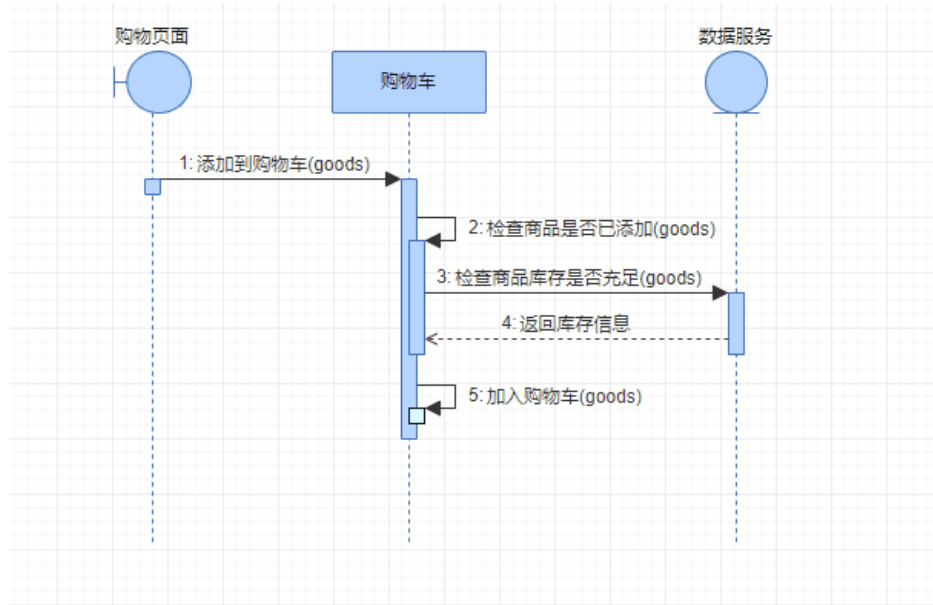 购物页面
购物车
数据服务
1: 添加到购物车(goods)
2: 检查商品是否已添加(goods)
3: 检查商品库存是否充足(goods)
4: 返回库存信息
5: 加入购物车(goods)